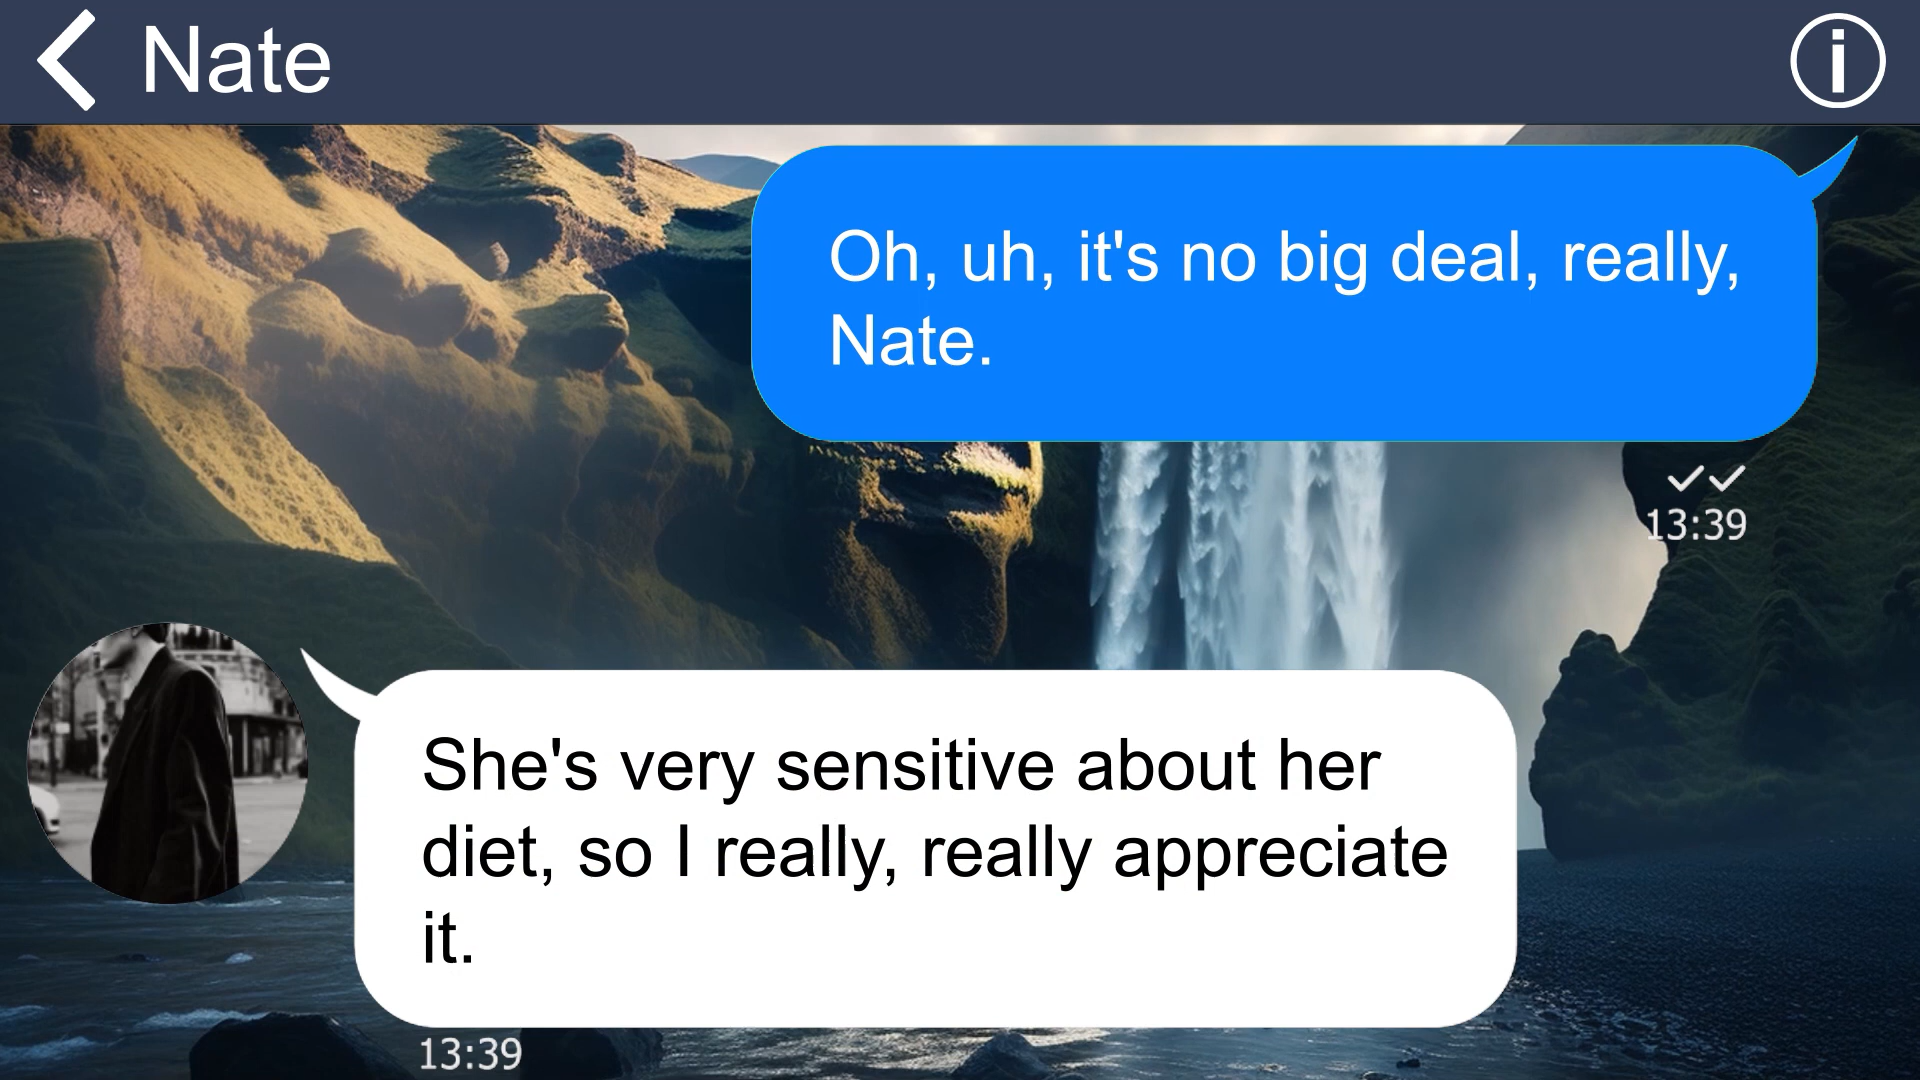 Nate
Oh, uh, it's no big deal, really,
Nate.
13:39
She's very sensitive about her
diet, so I really, really appreciate
it.
13:39